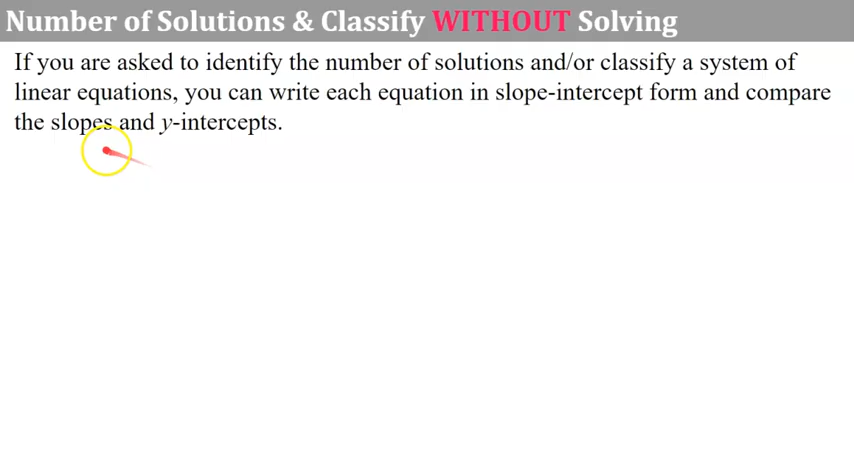 Number of Solutions & Classify WITHOUT Solving
If you are asked to identify the number of solutions and/or classify a system of
linear equations, you can write each equation in slope-intercept form and compare
the slopes and y-intercepts.